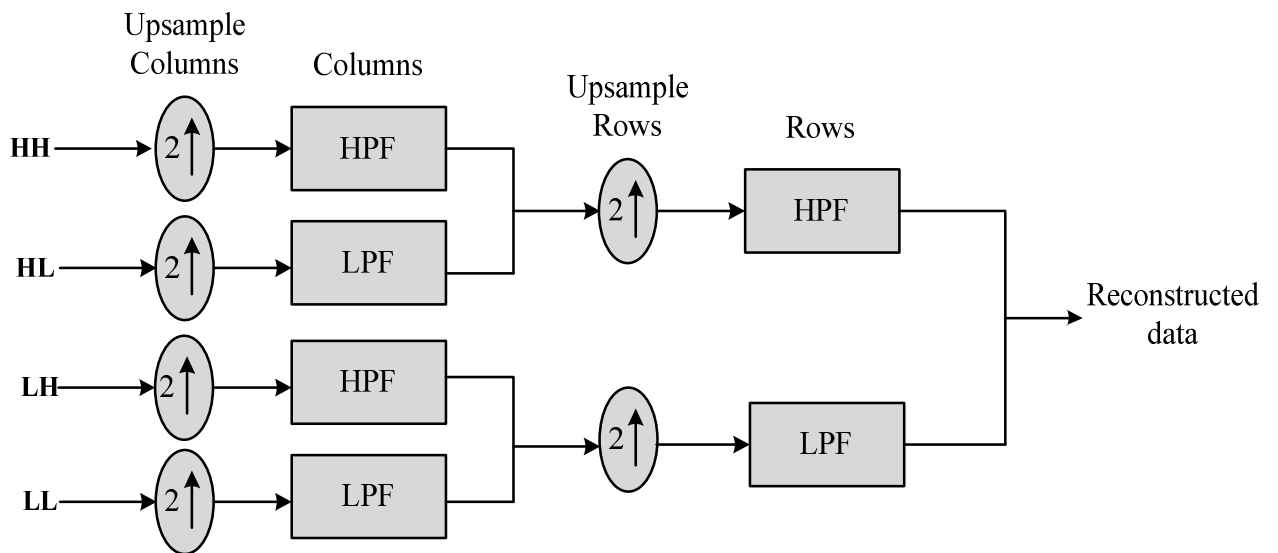 Upsample
Columns
Columns
Upsample
Rows
Rows
HH
2
HPF
2
HPF
HL
2
LPF
Reconstructed
data
LH
2
HPF
2
LPF
LL
2
LPF